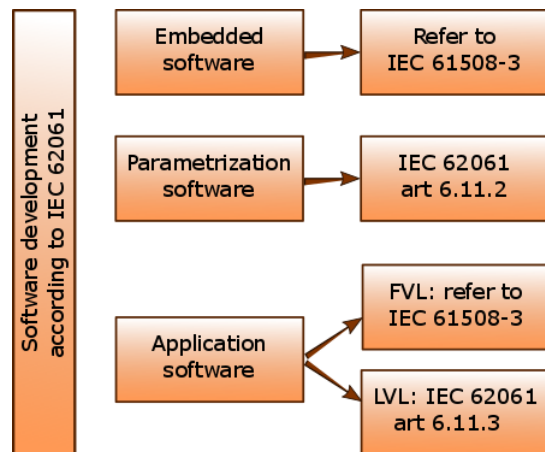 Software development
according to IEC 62061
Embedded
software
Refer to
IEC 61508-3
Parametrization
software
IEC 62061
art 6.11.2
Application
software
FVL: refer to
IEC 61508-3
LVL: IEC 62061
art 6.11.3